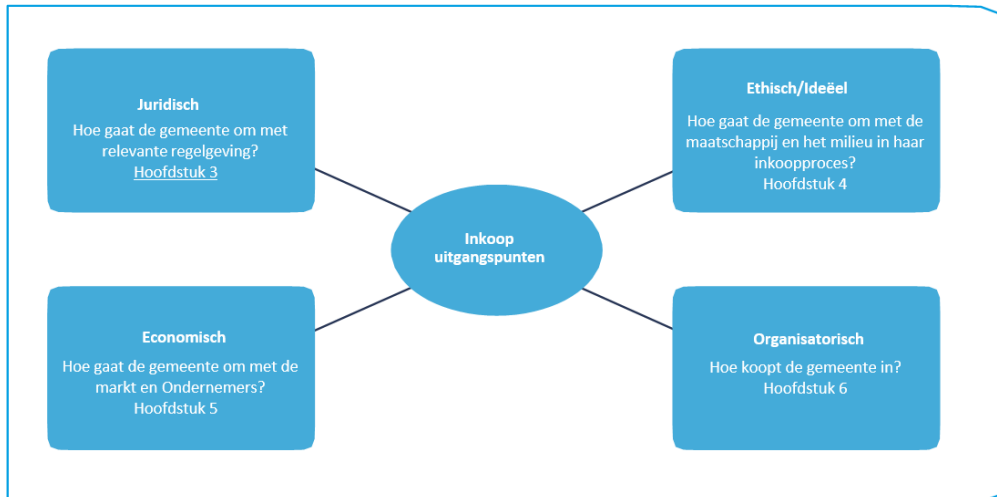 Juridisch
Hoe gaat de gemeente om met
relevante regelgeving?
Hoofdstuk 3
Ethisch/Ideëel
Hoe gaat de gemeente om met de
maatschappij en het milieu in haar
inkoopproces?
Hoofdstuk 4
Inkoop
uitgangspunten
Economisch
Hoe gaat de gemeente om met de
markt en Ondernemers?
Hoofdstuk 5
Organisatorisch
Hoe koopt de gemeente in?
Hoofdstuk 6